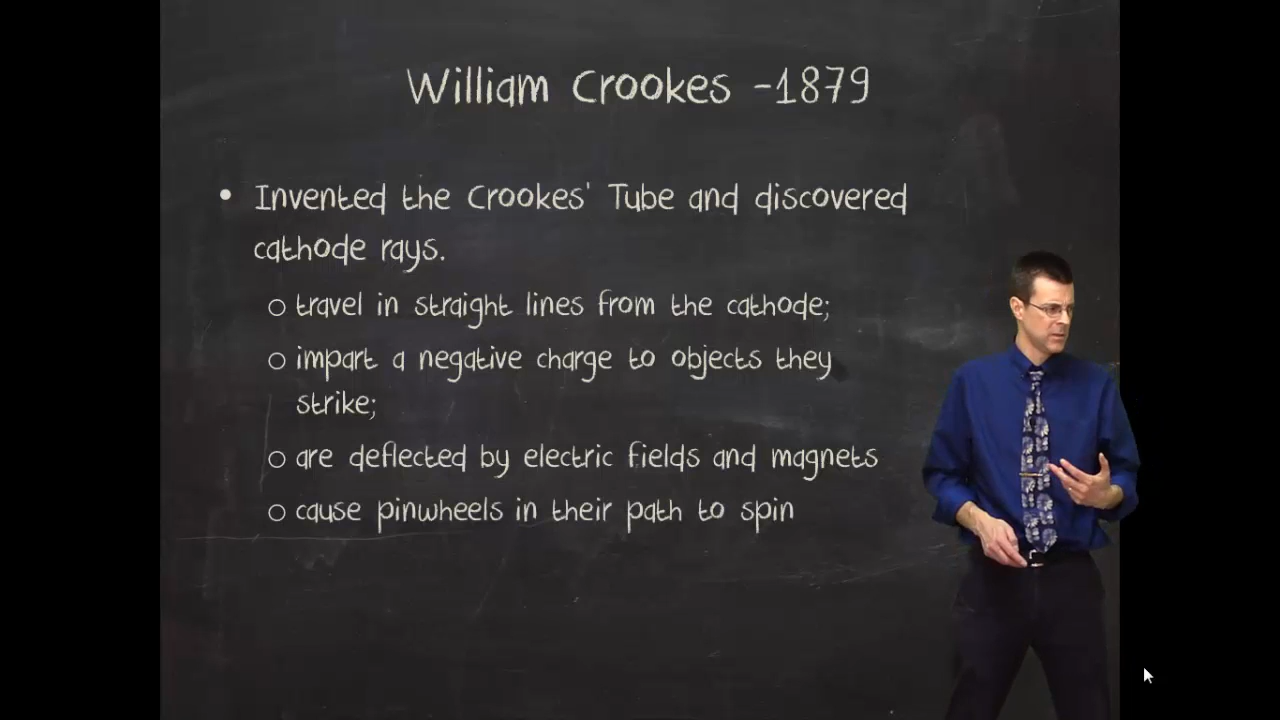 William Crookes -1879
• Invented the Crookes' Tube and discovered
cathode rays.
○ travel in straight lines from the cathode;
○ impart a negative charge to objects they
strike;
○ are deflected by electric fields and magnets
○ cause pinwheels in their path to spin